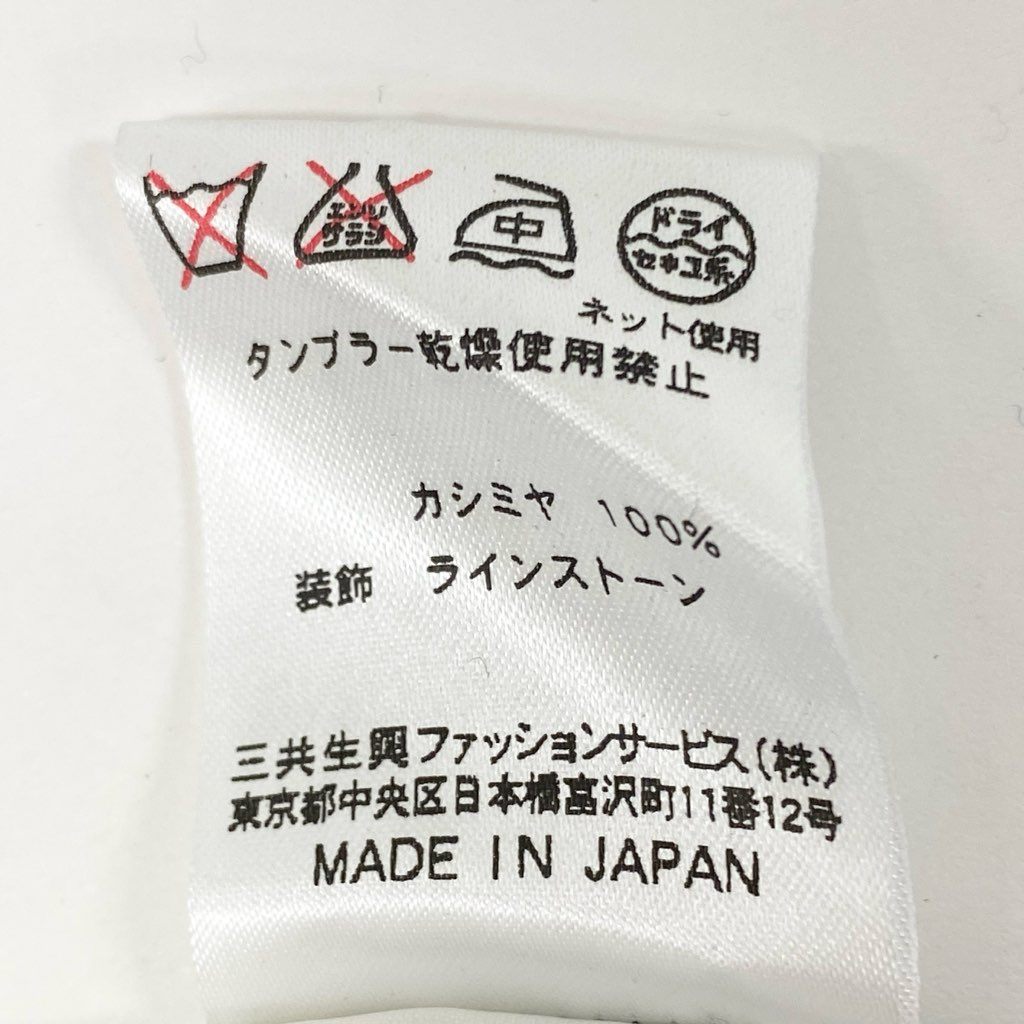 エンソ
サラシ
中
ドライ
セキユ系
ネット使用
タンブラー乾燥使用禁止
カシミヤ 100%
装飾 ラインストーン
三共生興ファッションサービス(株)
東京都中央区日本橋富沢町11番12号
MADE IN JAPAN